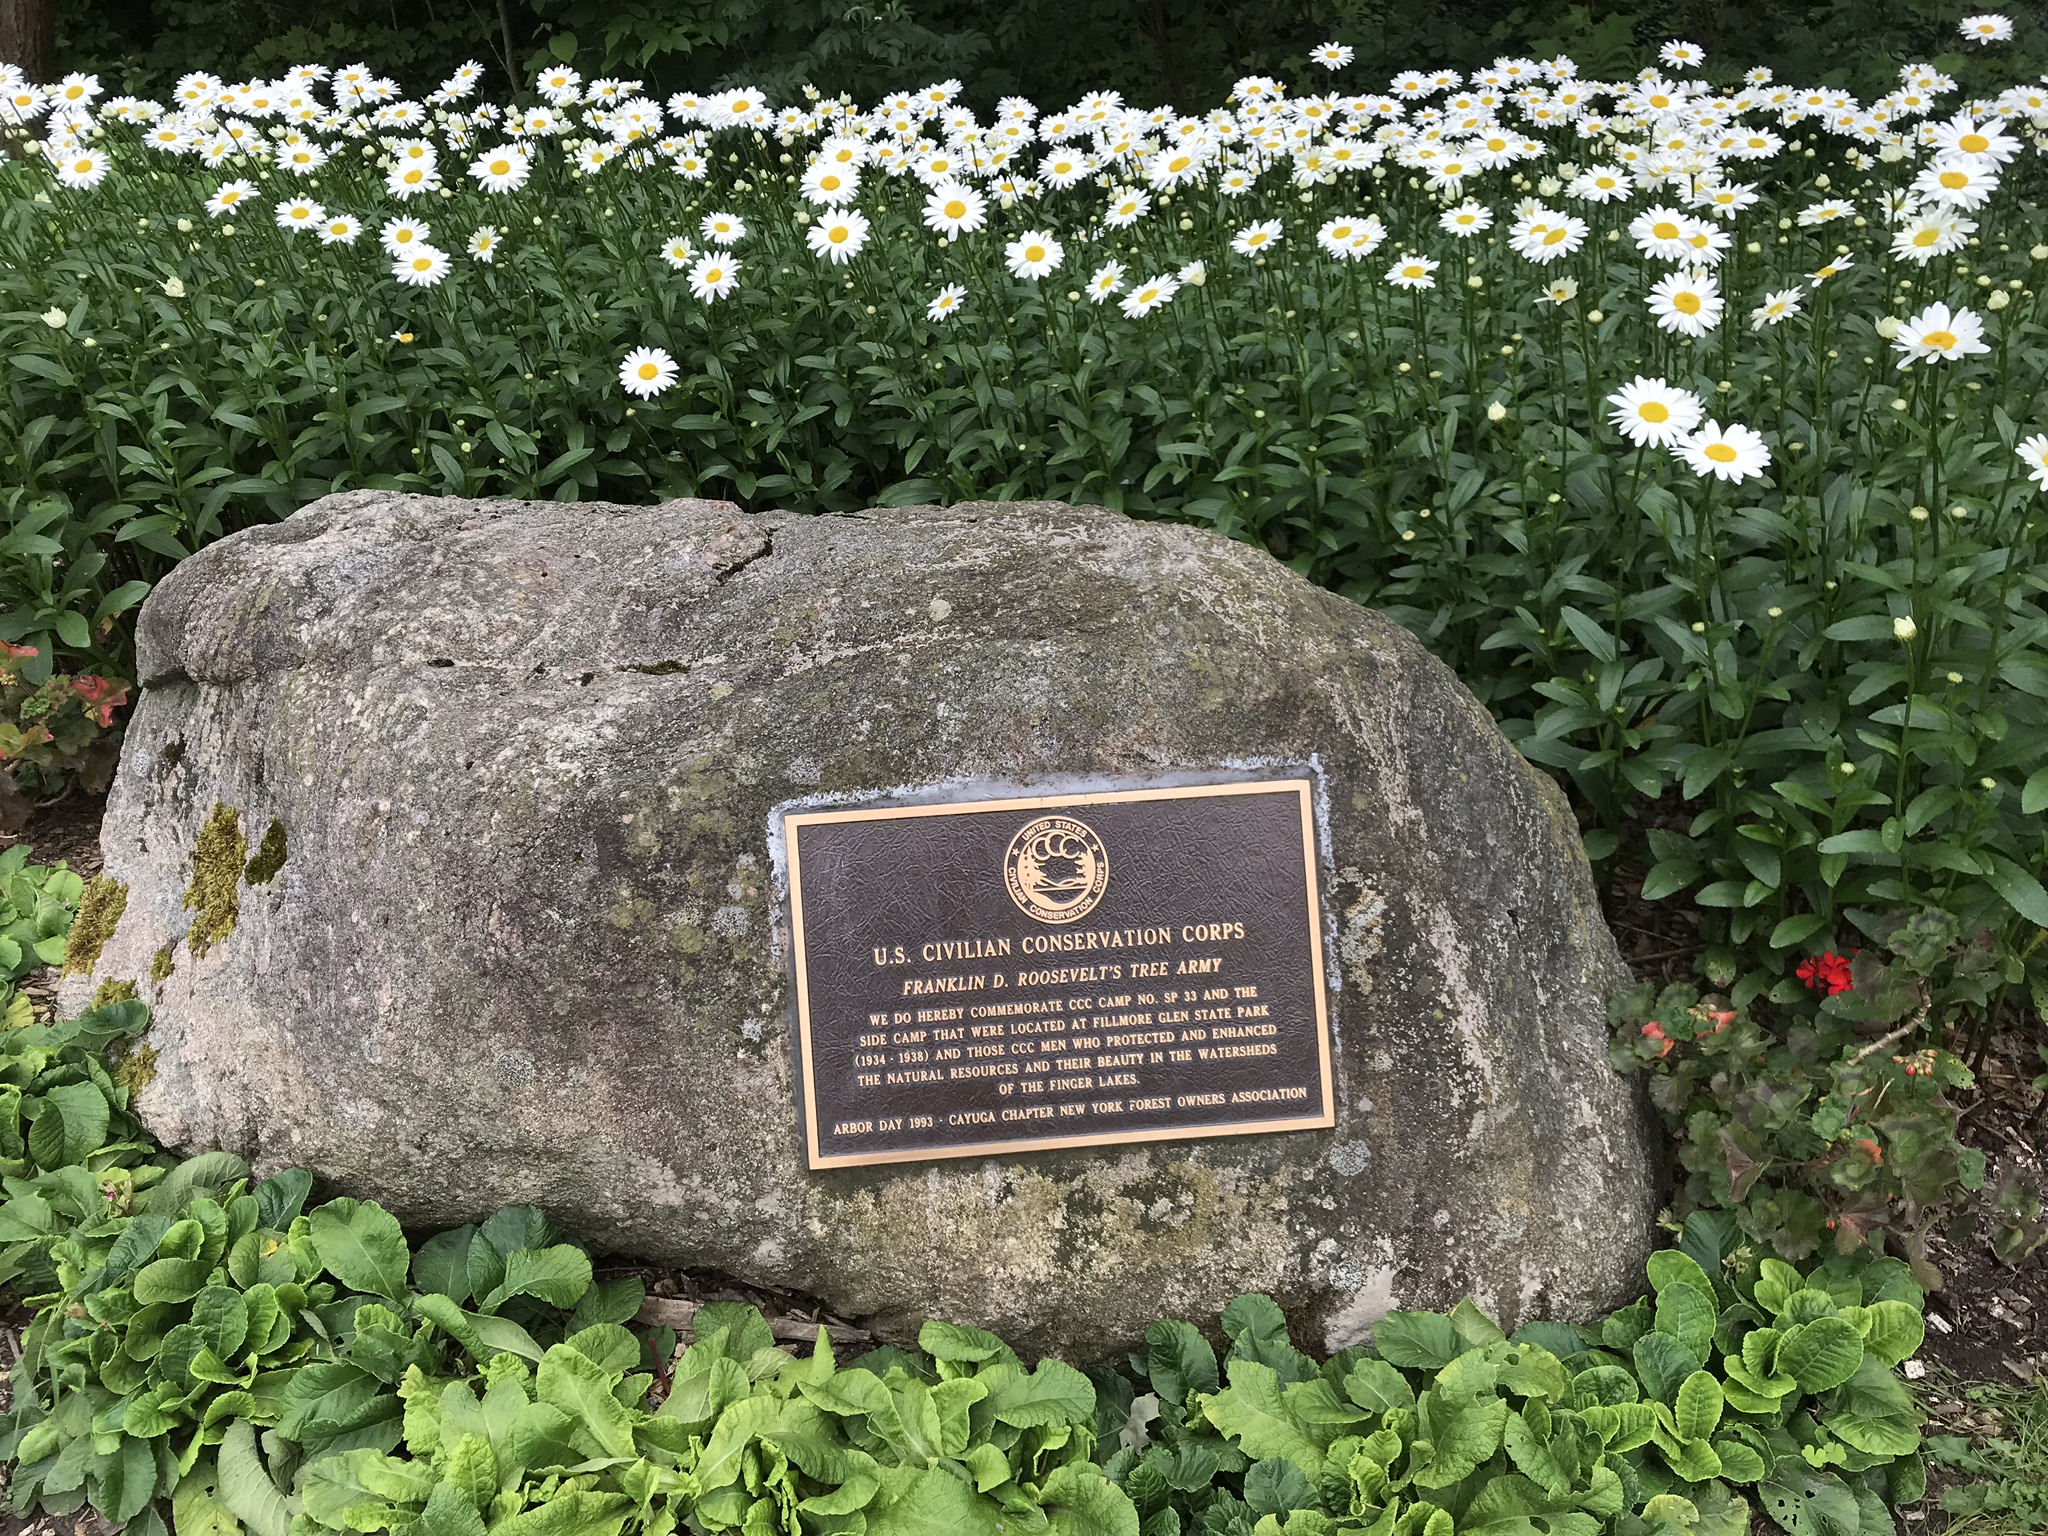 UNITED STATES
CCC
CIVILIAN CONSERVATION CORPS
U.S. CIVILIAN CONSERVATION CORPS
FRANKLIN D. ROOSEVELT'S TREE ARMY
WE DO HEREBY COMMEMORATE CCC CAMP NO. SP 33 AND THE
SIDE CAMP THAT WERE LOCATED AT FILLMORE GLEN STATE PARK
(1934 - 1938) AND THOSE CCC MEN WHO PROTECTED AND ENHANCED
THE NATURAL RESOURCES AND THEIR BEAUTY IN THE WATERSHEDS
OF THE FINGER LAKES.
ARBOR DAY 1993 · CAYUGA CHAPTER NEW YORK FOREST OWNERS ASSOCIATION